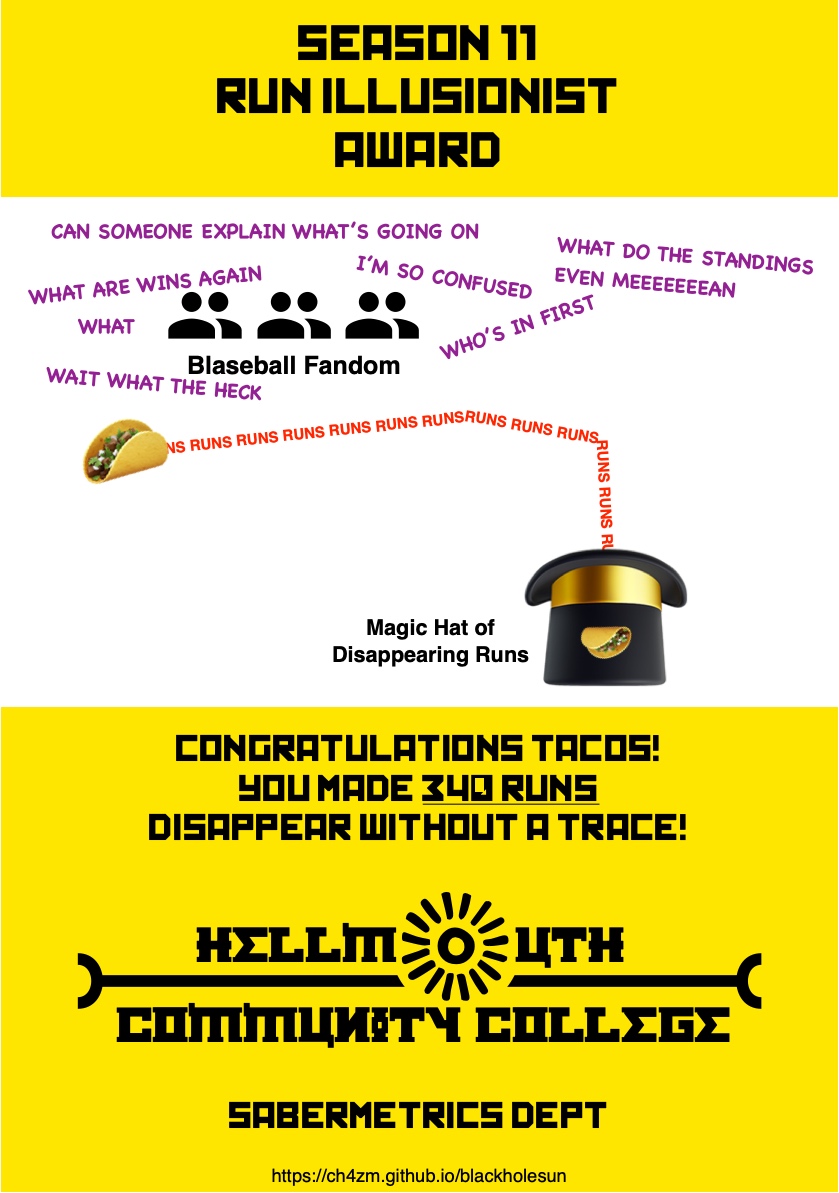 SEASON 11
RUN ILLUSIONIST
AWARD
CAN SOMEONE EXPLAIN WHAT'S GOING ON
WHAT DO THE STANDINGS
EVEN MEEEEEEEAN
I'M SO CONFUSED
WHAT ARE WINS AGAIN
WHAT
WHO'S IN FIRST
Blaseball Fandom
WAIT WHAT THE HECK
NS RUNS RUNS RUNS RUNS RUNS RUNS
RUNS RUNS RUNS
RUNS RUNS RU
Magic Hat of
Disappearing Runs
CONGRATULATIONS TACOS!
YOU MADE 340 RUNS
DISAPPEAR WITHOUT A TRACE!
HELLMOUTH
COMMUNITY COLLEGE
SABERMETRICS DEPT
https://ch4zm.github.io/blackholesun